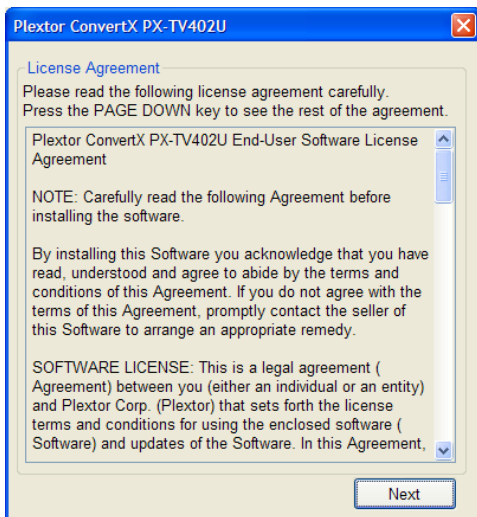 Plextor ConvertX PX-TV402U
License Agreement
Please read the following license agreement carefully.
Press the PAGE DOWN key to see the rest of the agreement.
Plextor ConvertX PX-TV402U End-User Software License
Agreement
NOTE: Carefully read the following Agreement before
installing the software.
By installing this Software you acknowledge that you have
read, understood and agree to abide by the terms and
conditions of this Agreement. If you do not agree with the
terms of this Agreement, promptly contact the seller of
this Software to arrange an appropriate remedy.
SOFTWARE LICENSE: This is a legal agreement (
Agreement) between you (either an individual or an entity)
and Plextor Corp. (Plextor) that sets forth the license
terms and conditions for using the enclosed software (
Software) and updates of the Software. In this Agreement,
Next